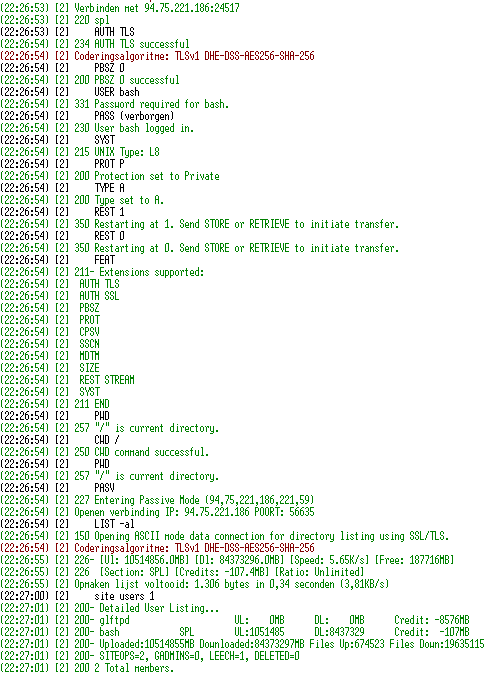 (22:26:53) [2] Verbinden met 94.75.221.186:24517
(22:26:53) [2] 220 spl
(22:26:53) [2] AUTH TLS
(22:26:54) [2] 234 AUTH TLS successful
(22:26:54) [2] Coderingsalgoritme: TLSv1 DHE-DSS-AES256-SHA-256
(22:26:54) [2] PBSZ 0
(22:26:54) [2] 200 PBSZ 0 successful
(22:26:54) [2] USER bash
(22:26:54) [2] 331 Password required for bash.
(22:26:54) [2] PASS (verborgen)
(22:26:54) [2] 230 User bash logged in.
(22:26:54) [2] SYST
(22:26:54) [2] 215 UNIX Type: L8
(22:26:54) [2] PROT P
(22:26:54) [2] 200 Protection set to Private
(22:26:54) [2] TYPE A
(22:26:54) [2] 200 Type set to A.
(22:26:54) [2] REST 1
(22:26:54) [2] 350 Restarting at 1. Send STORE or RETRIEVE to initiate transfer.
(22:26:54) [2] REST 0
(22:26:54) [2] 350 Restarting at 0. Send STORE or RETRIEVE to initiate transfer.
(22:26:54) [2] FEAT
(22:26:54) [2] 211- Extensions supported:
(22:26:54) [2] AUTH TLS
(22:26:54) [2] AUTH SSL
(22:26:54) [2] PBSZ
(22:26:54) [2] PROT
(22:26:54) [2] CPSV
(22:26:54) [2] SSCN
(22:26:54) [2] MDTM
(22:26:54) [2] SIZE
(22:26:54) [2] REST STREAM
(22:26:54) [2] SYST
(22:26:54) [2] 211 END
(22:26:54) [2] PWD
(22:26:54) [2] 257 "/" is current directory.
(22:26:54) [2] CWD /
(22:26:54) [2] 250 CWD command successful.
(22:26:54) [2] PWD
(22:26:54) [2] 257 "/" is current directory.
(22:26:54) [2] PASV
(22:26:54) [2] 227 Entering Passive Mode (94,75,221,186,221,59)
(22:26:54) [2] Openen verbinding IP: 94.75.221.186 POORT: 56635
(22:26:54) [2] LIST -al
(22:26:54) [2] 150 Opening ASCII mode data connection for directory listing using SSL/TLS.
(22:26:54) [2] Coderingsalgoritme: TLSv1 DHE-DSS-AES256-SHA-256
(22:26:55) [2] 226- [Ul: 10514856.0MB] [Dl: 84373296.0MB] [Speed: 5.65K/s] [Free: 187716MB]
(22:26:55) [2] 226 [Section: SPL] [Credits: -107.4MB] [Ratio: Unlimited]
(22:26:55) [2] Opmaken lijst voltooid: 1.306 bytes in 0,34 seconden (3,81KB/s)
(22:27:00) [2] site users 1
(22:27:01) [2] 200- Detailed User Listing...
(22:27:01) [2] 200- glftpd UL: 0MB DL: 0MB Credit: -8576MB
(22:27:01) [2] 200- bash SPL UL:1051485 DL:8437329 Credit: -107MB
(22:27:01) [2] 200- Uploaded:10514855MB Downloaded:84373297MB Files Up:674523 Files Down:19635115
(22:27:01) [2] 200- SITEOPS=2, GADMINS=0, LEECH=1, DELETED=0
(22:27:01) [2] 200 2 Total members.